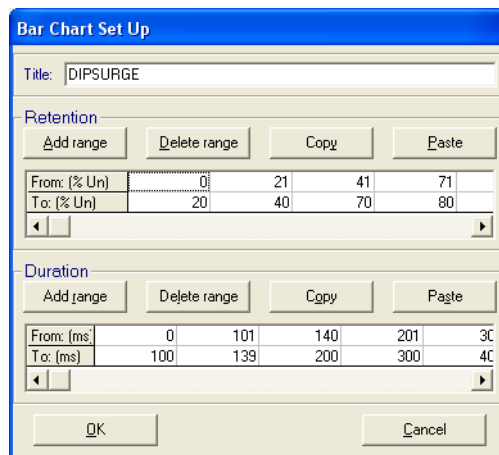 Bar Chart Set Up
Title: DIPSURGE
Retention
Add range Delete range Copy Paste
From: (% Un) 0 21 41 71
To: (% Un) 20 40 70 80
Duration
Add range Delete range Copy Paste
From: (ms) 0 101 140 201 30
To: (ms) 100 139 200 300 40
OK Cancel